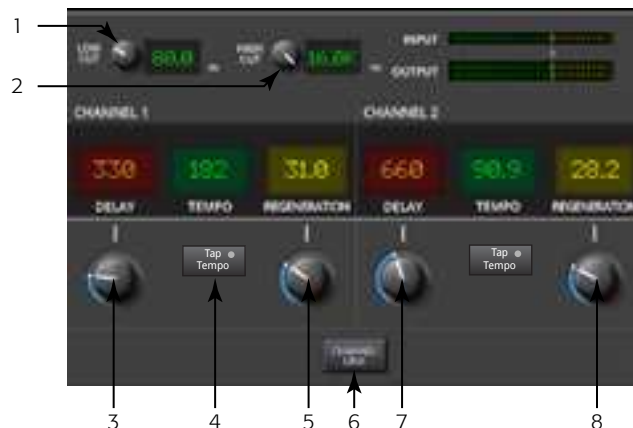 1
LOW CUT
80.0
HIGH CUT
16.0K
INPUT
2
OUTPUT
CHANNEL 1
CHANNEL 2
330
182
31.0
660
90.9
28.2
DELAY
TEMPO
REGENERATION
DELAY
TEMPO
REGENERATION
Tap
Tempo
Tap
Tempo
3
4
5
6
7
8